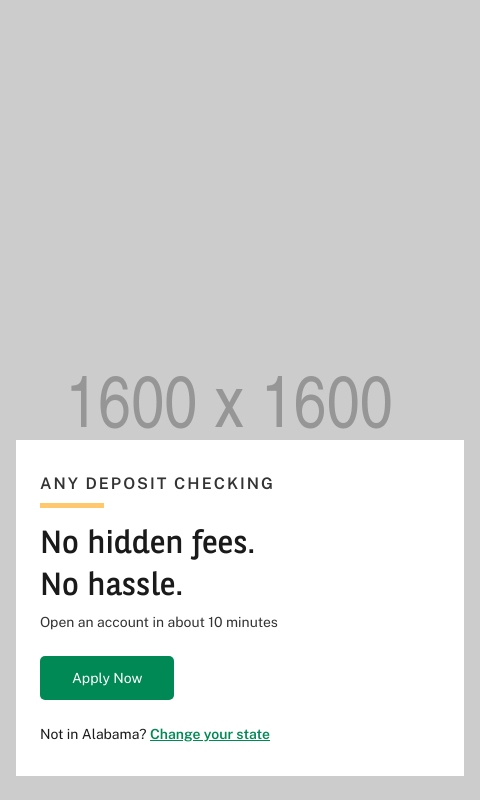 1600 x 1600
ANY DEPOSIT CHECKING
No hidden fees.
No hassle.
Open an account in about 10 minutes
Apply Now
Not in Alabama? Change your state